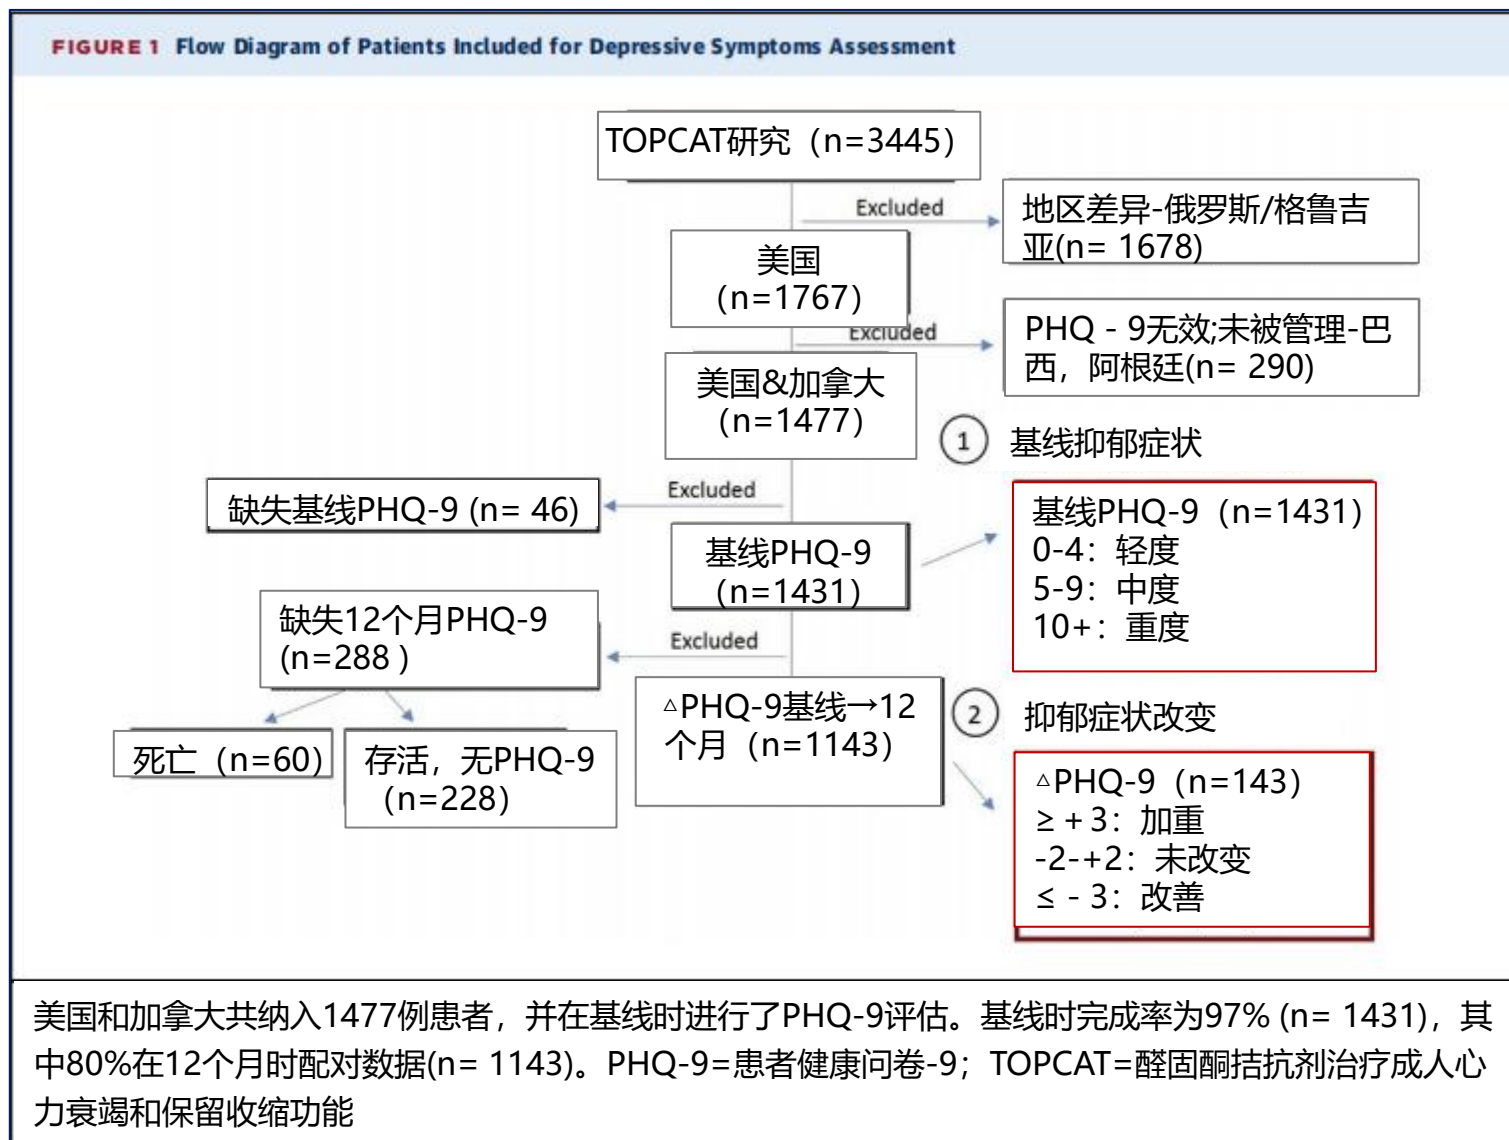 FIGURE 1 Flow Diagram of Patients Included for Depressive Symptoms Assessment
TOPCAT研究（n=3445）
Excluded
地区差异-俄罗斯/格鲁吉
亚(n= 1678)
美国
（n=1767）
Excluded
PHQ - 9无效;未被管理-巴
西，阿根廷(n= 290)
美国&加拿大
（n=1477）
1
基线抑郁症状
Excluded
缺失基线PHQ-9 (n= 46)
基线PHQ-9
（n=1431）
基线PHQ-9（n=1431）
0-4：轻度
5-9：中度
10+：重度
Excluded
缺失12个月PHQ-9
(n=288 )
死亡（n=60）
存活，无PHQ-9
（n=228）
△PHQ-9基线→12
个月（n=1143）
2
抑郁症状改变
△PHQ-9（n=143）
≥ + 3：加重
-2-+2：未改变
≤ - 3：改善
美国和加拿大共纳入1477例患者，并在基线时进行了PHQ-9评估。基线时完成率为97% (n= 1431)，其
中80%在12个月时配对数据(n= 1143)。PHQ-9=患者健康问卷-9；TOPCAT=醛固酮拮抗剂治疗成人心
力衰竭和保留收缩功能